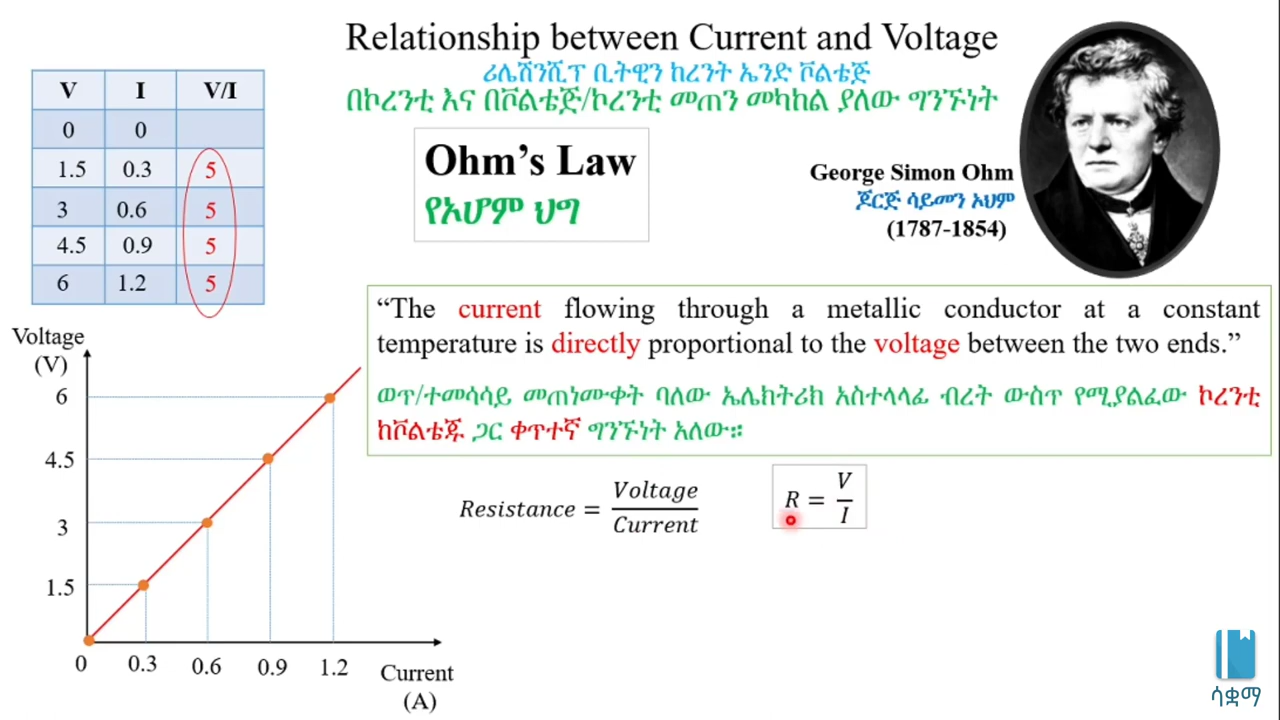 Relationship between Current and Voltage
ሪሌሽንሺፕ ቢትዊን ከረንት ኤንድ ቮልቴጅ
በኮረንቲ እና በቮልቴጅ/ኮረንቲ መጠን መካከል ያለው ግንኙነት
V I V/I
0 0
1.5 0.3 5
3 0.6 5
4.5 0.9 5
6 1.2 5
Ohm’s Law
የኦሆም ህግ
George Simon Ohm
ጆርጅ ሳይመን ኦህም
(1787-1854)
“The current flowing through a metallic conductor at a constant
temperature is directly proportional to the voltage between the two ends.”
ወጥ/ተመሳሳይ መጠነሙቀት ባለው ኤሌክትሪክ አስተላላፊ ብረት ውስጥ የሚያልፈው ኮረንቲ
ከቮልቴጁ ጋር ቀጥተኛ ግንኙነት አለው።
Resistance = Voltage / Current
R = V / I
Voltage
(V)
6
4.5
3
1.5
0 0.3 0.6 0.9 1.2
Current
(A)
ሳቋማ